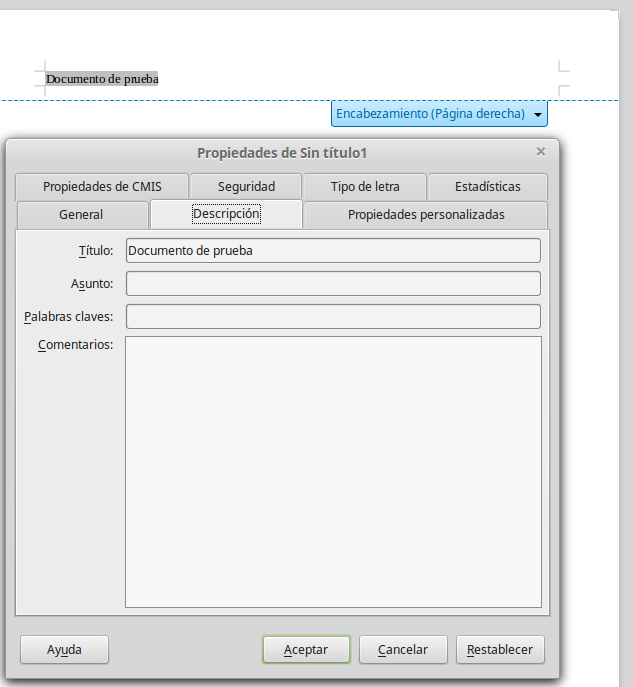 Documento de prueba
Encabezamiento (Página derecha)
Propiedades de Sin título1
Propiedades de CMIS Seguridad Tipo de letra Estadísticas
General Descripción Propiedades personalizadas
Título: Documento de prueba
Asunto:
Palabras claves:
Comentarios:
Ayuda Aceptar Cancelar Restablecer